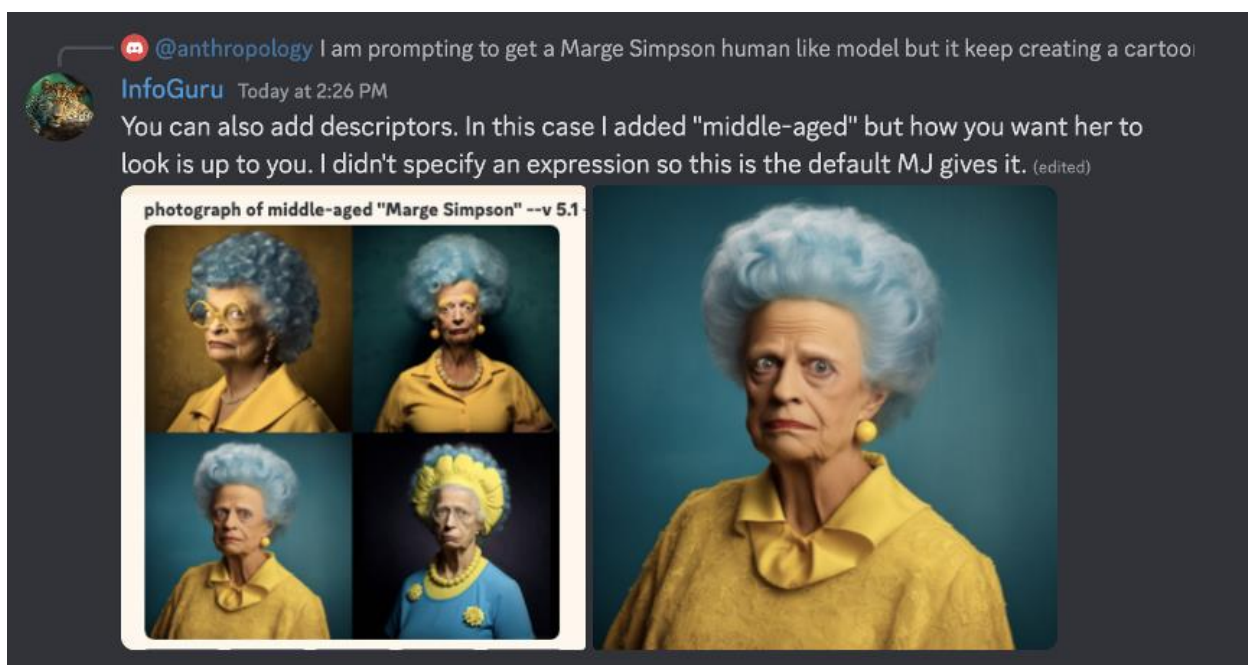 @anthropology I am prompting to get a Marge Simpson human like model but it keep creating a
InfoGuru Today at 2:26 PM
You can also add descriptors. In this case I added "middle-aged" but how you want her to
look is up to you. I didn't specify an expression so this is the default MJ gives it. (edited)
photograph of middle-aged "Marge Simpson" --v 5.1